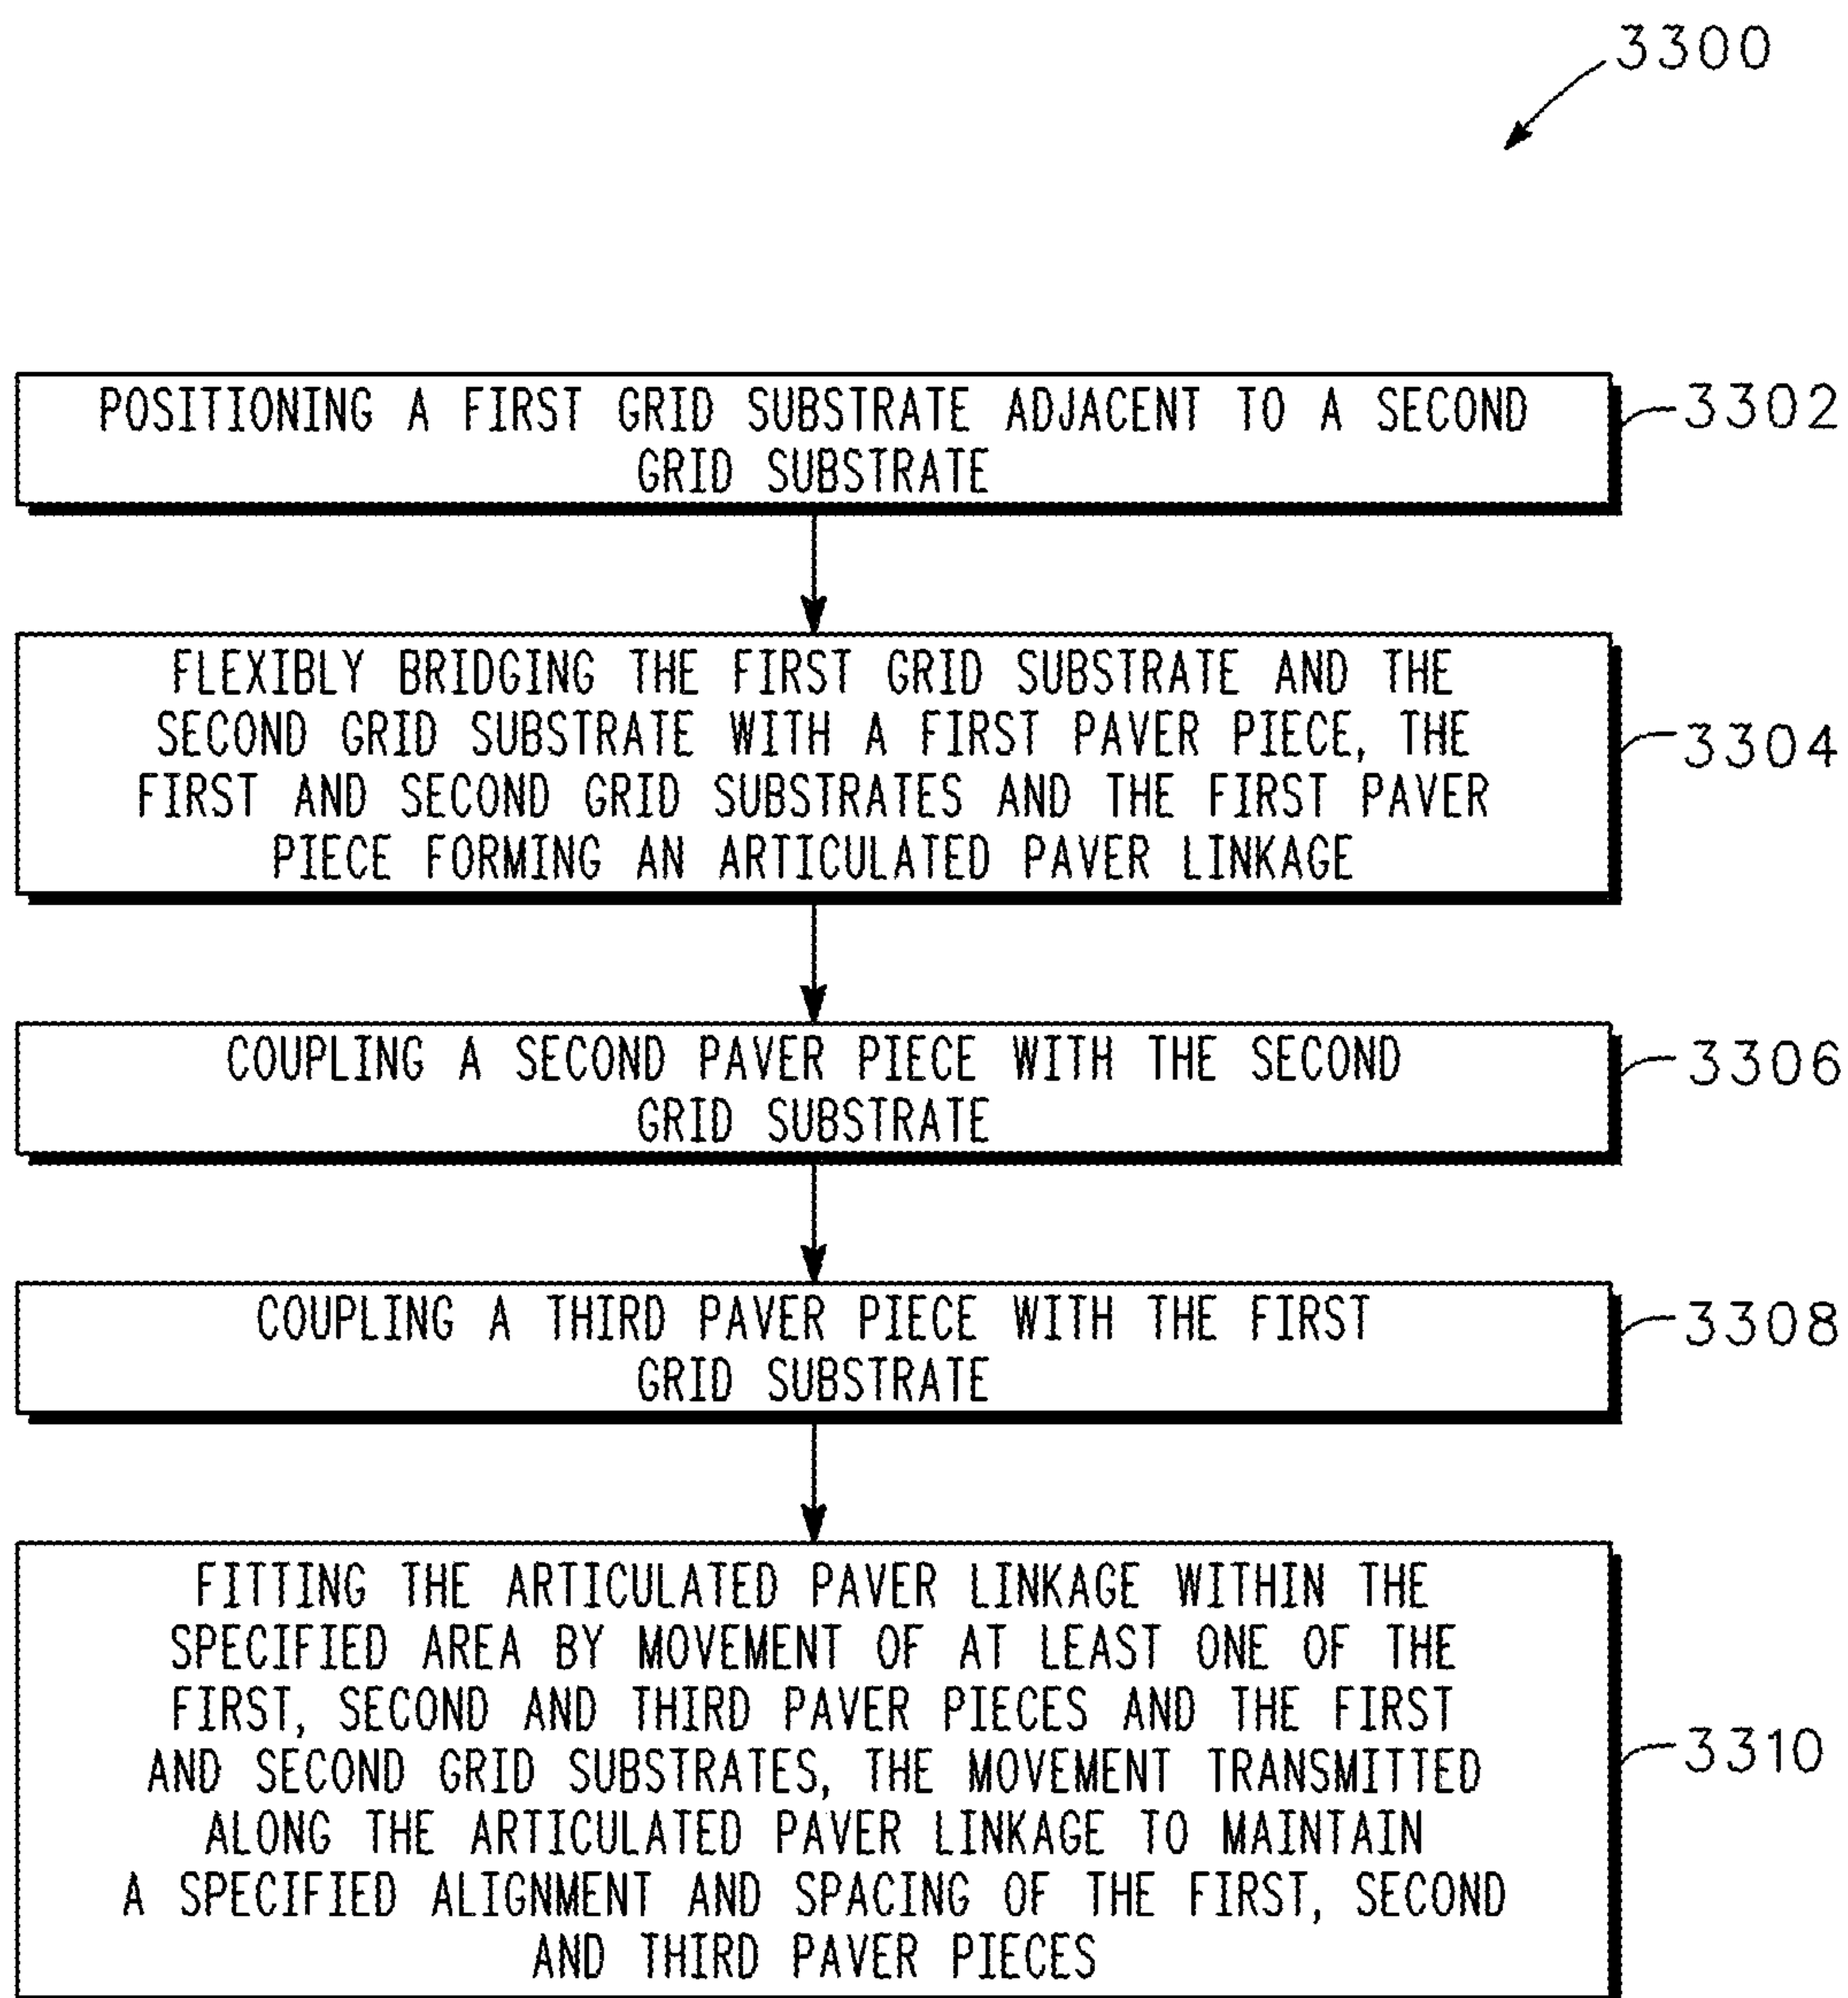 3300
POSITIONING A FIRST GRID SUBSTRATE ADJACENT TO A SECOND
GRID SUBSTRATE
3302
FLEXIBLY BRIDGING THE FIRST GRID SUBSTRATE AND THE
SECOND GRID SUBSTRATE WITH A FIRST PAVER PIECE, THE
FIRST AND SECOND GRID SUBSTRATES AND THE FIRST PAVER
PIECE FORMING AN ARTICULATED PAVER LINKAGE
3304
COUPLING A SECOND PAVER PIECE WITH THE SECOND
GRID SUBSTRATE
3306
COUPLING A THIRD PAVER PIECE WITH THE FIRST
GRID SUBSTRATE
3308
FITTING THE ARTICULATED PAVER LINKAGE WITHIN THE
SPECIFIED AREA BY MOVEMENT OF AT LEAST ONE OF THE
FIRST, SECOND AND THIRD PAVER PIECES AND THE FIRST
AND SECOND GRID SUBSTRATES, THE MOVEMENT TRANSMITTED
ALONG THE ARTICULATED PAVER LINKAGE TO MAINTAIN
A SPECIFIED ALIGNMENT AND SPACING OF THE FIRST, SECOND
AND THIRD PAVER PIECES
3310